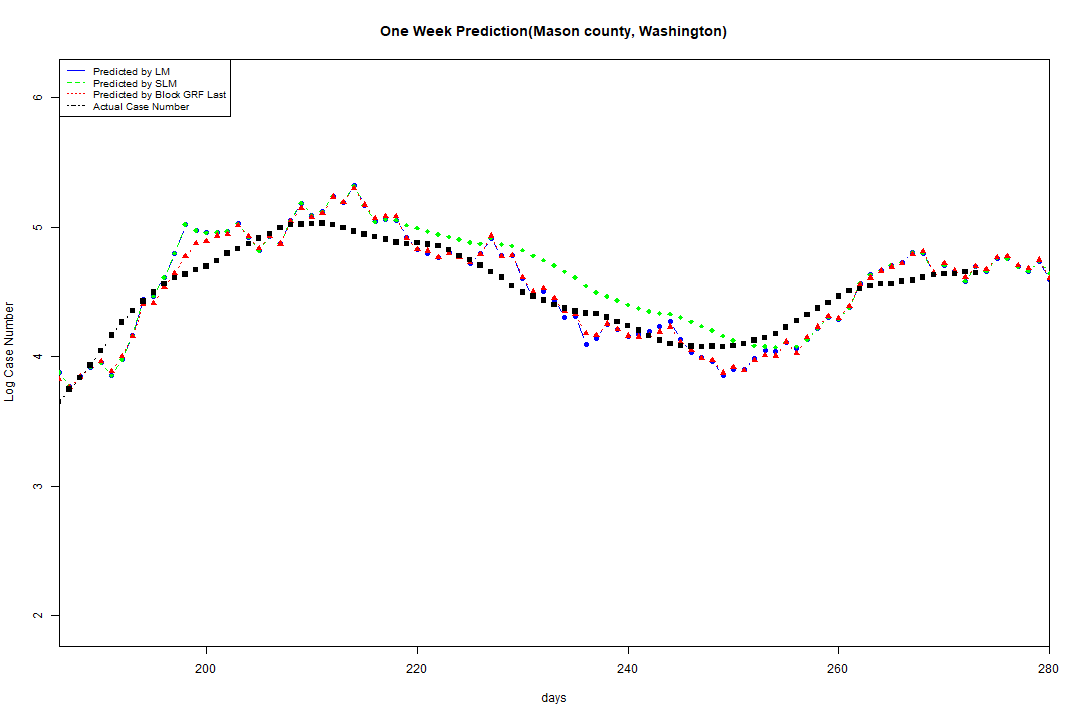 One Week Prediction(Mason county, Washington)
Predicted by LM
Predicted by SLM
Predicted by Block GRF Last
Actual Case Number
Log Case Number
6
5
4
3
2
200 220 240 260 280
days